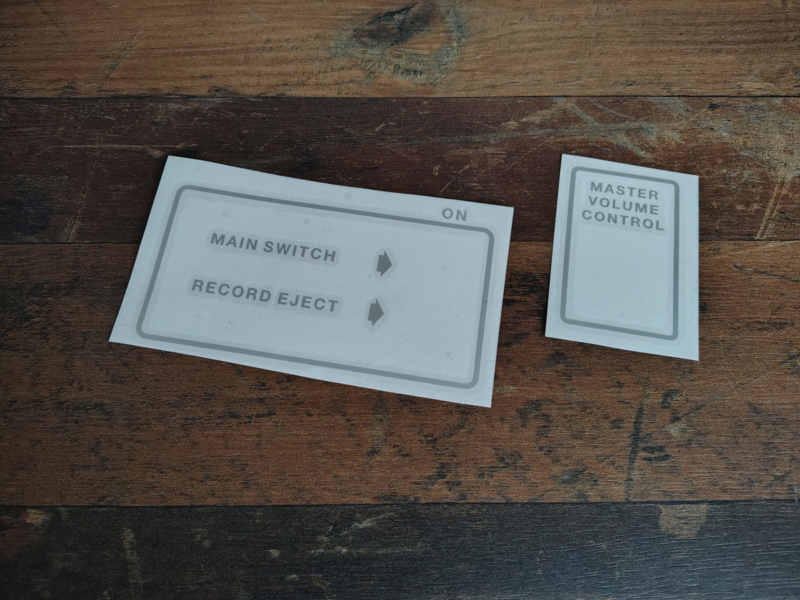 ON
MAIN SWITCH
RECORD EJECT
MASTER
VOLUME
CONTROL